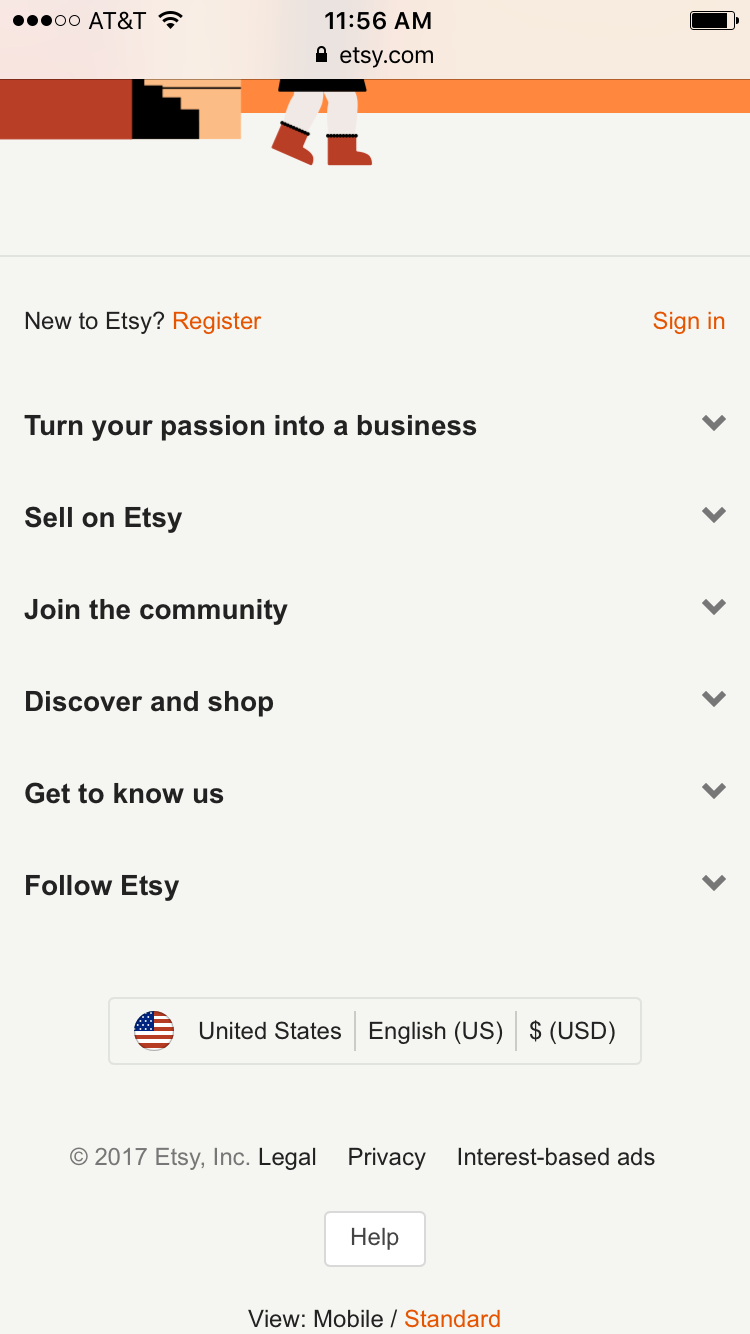 AT&T 11:56 AM
etsy.com
New to Etsy? Register Sign in
Turn your passion into a business
Sell on Etsy
Join the community
Discover and shop
Get to know us
Follow Etsy
United States English (US) $ (USD)
© 2017 Etsy, Inc. Legal Privacy Interest-based ads
Help
View: Mobile / Standard